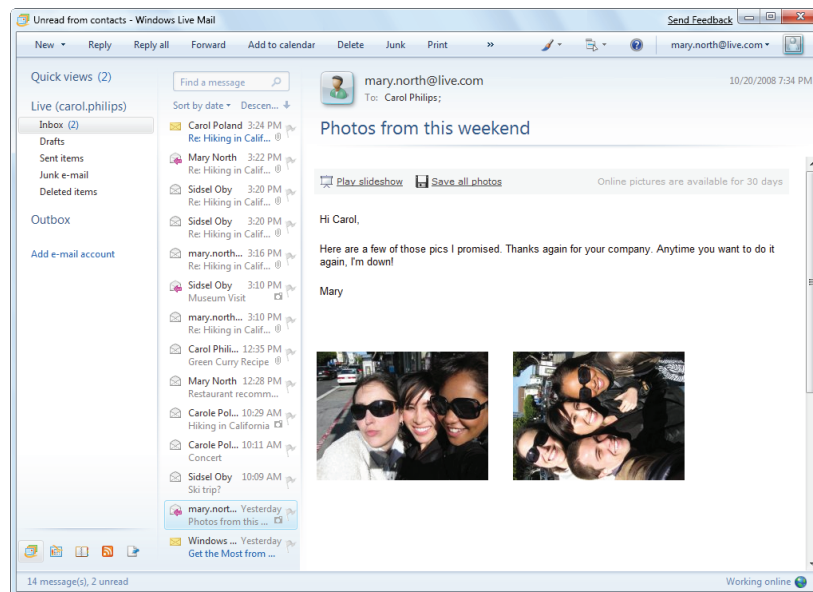 Unread from contacts - Windows Live Mail
Send Feedback
New Reply Reply all Forward Add to calendar Delete Junk Print » mary.north@live.com
Quick views (2)
Live (carol.philips)
Inbox (2)
Drafts
Sent items
Junk e-mail
Deleted items
Outbox
Add e-mail account
Find a message
Sort by date Descen...
Carol Poland 3:24 PM
Re: Hiking in Calif...
Mary North 3:22 PM
Re: Hiking in Calif...
Sidsel Oby 3:20 PM
Re: Hiking in Calif...
Sidsel Oby 3:20 PM
Re: Hiking in Calif...
mary.north... 3:16 PM
Re: Hiking in Calif...
Sidsel Oby 3:10 PM
Museum Visit
mary.north... 3:10 PM
Re: Hiking in Calif...
Carol Phili... 12:35 PM
Green Curry Recipe
Mary North 12:28 PM
Restaurant recomm...
Carole Pol... 10:29 AM
Hiking in California
Carole Pol... 10:11 AM
Concert
Sidsel Oby 10:09 AM
Ski trip?
mary.nort... Yesterday
Photos from this ...
Windows ... Yesterday
Get the Most from ...
mary.north@live.com 10/20/2008 7:34 PM
To: Carol Philips;
Photos from this weekend
Play slideshow Save all photos Online pictures are available for 30 days
Hi Carol,
Here are a few of those pics I promised. Thanks again for your company. Anytime you want to do it
again, I'm down!
Mary
14 message(s), 2 unread
Working online